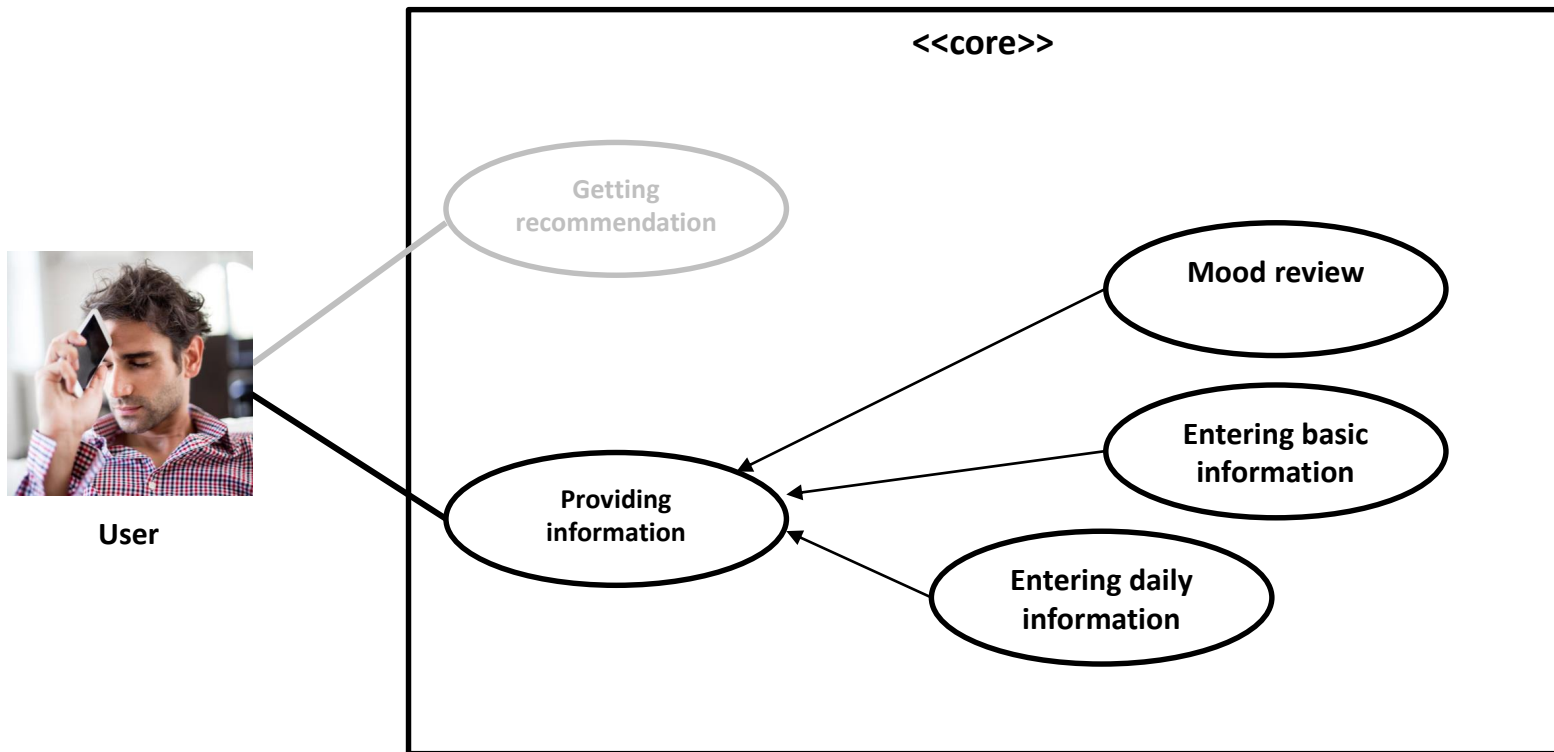 <<core>>
Getting
recommendation
Mood review
Entering basic
information
Providing
information
User
Entering daily
information